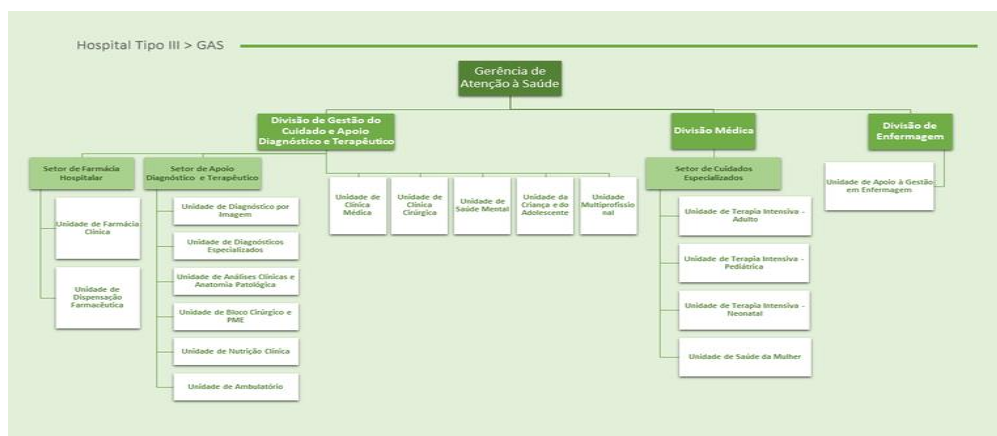 Hospital Tipo III > GAS
Gerência de
Atenção à Saúde
Divisão de Gestão do
Cuidado e Apoio
Diagnóstico e Terapêutico
Divisão Médica
Divisão de
Enfermagem
Setor de Farmácia
Hospitalar
Setor de Apoio
Diagnóstico e Terapêutico
Setor de Cuidados
Especializados
Unidade de Apoio à Gestão
em Enfermagem
Unidade de
Clínica
Médica
Unidade de
Clínica
Cirúrgica
Unidade de
Saúde Mental
Unidade da
Criança e do
Adolescente
Unidade
Multiprofissio
nal
Unidade de Farmácia
Clínica
Unidade de
Dispensação
Farmacêutica
Unidade de Diagnóstico por
Imagem
Unidade de Diagnósticos
Especializados
Unidade de Análises Clínicas e
Anatomia Patológica
Unidade de Bloco Cirúrgico e
PME
Unidade de Nutrição Clínica
Unidade de Ambulatório
Unidade de Terapia Intensiva -
Adulto
Unidade de Terapia Intensiva -
Pediátrica
Unidade de Terapia Intensiva -
Neonatal
Unidade de Saúde da Mulher